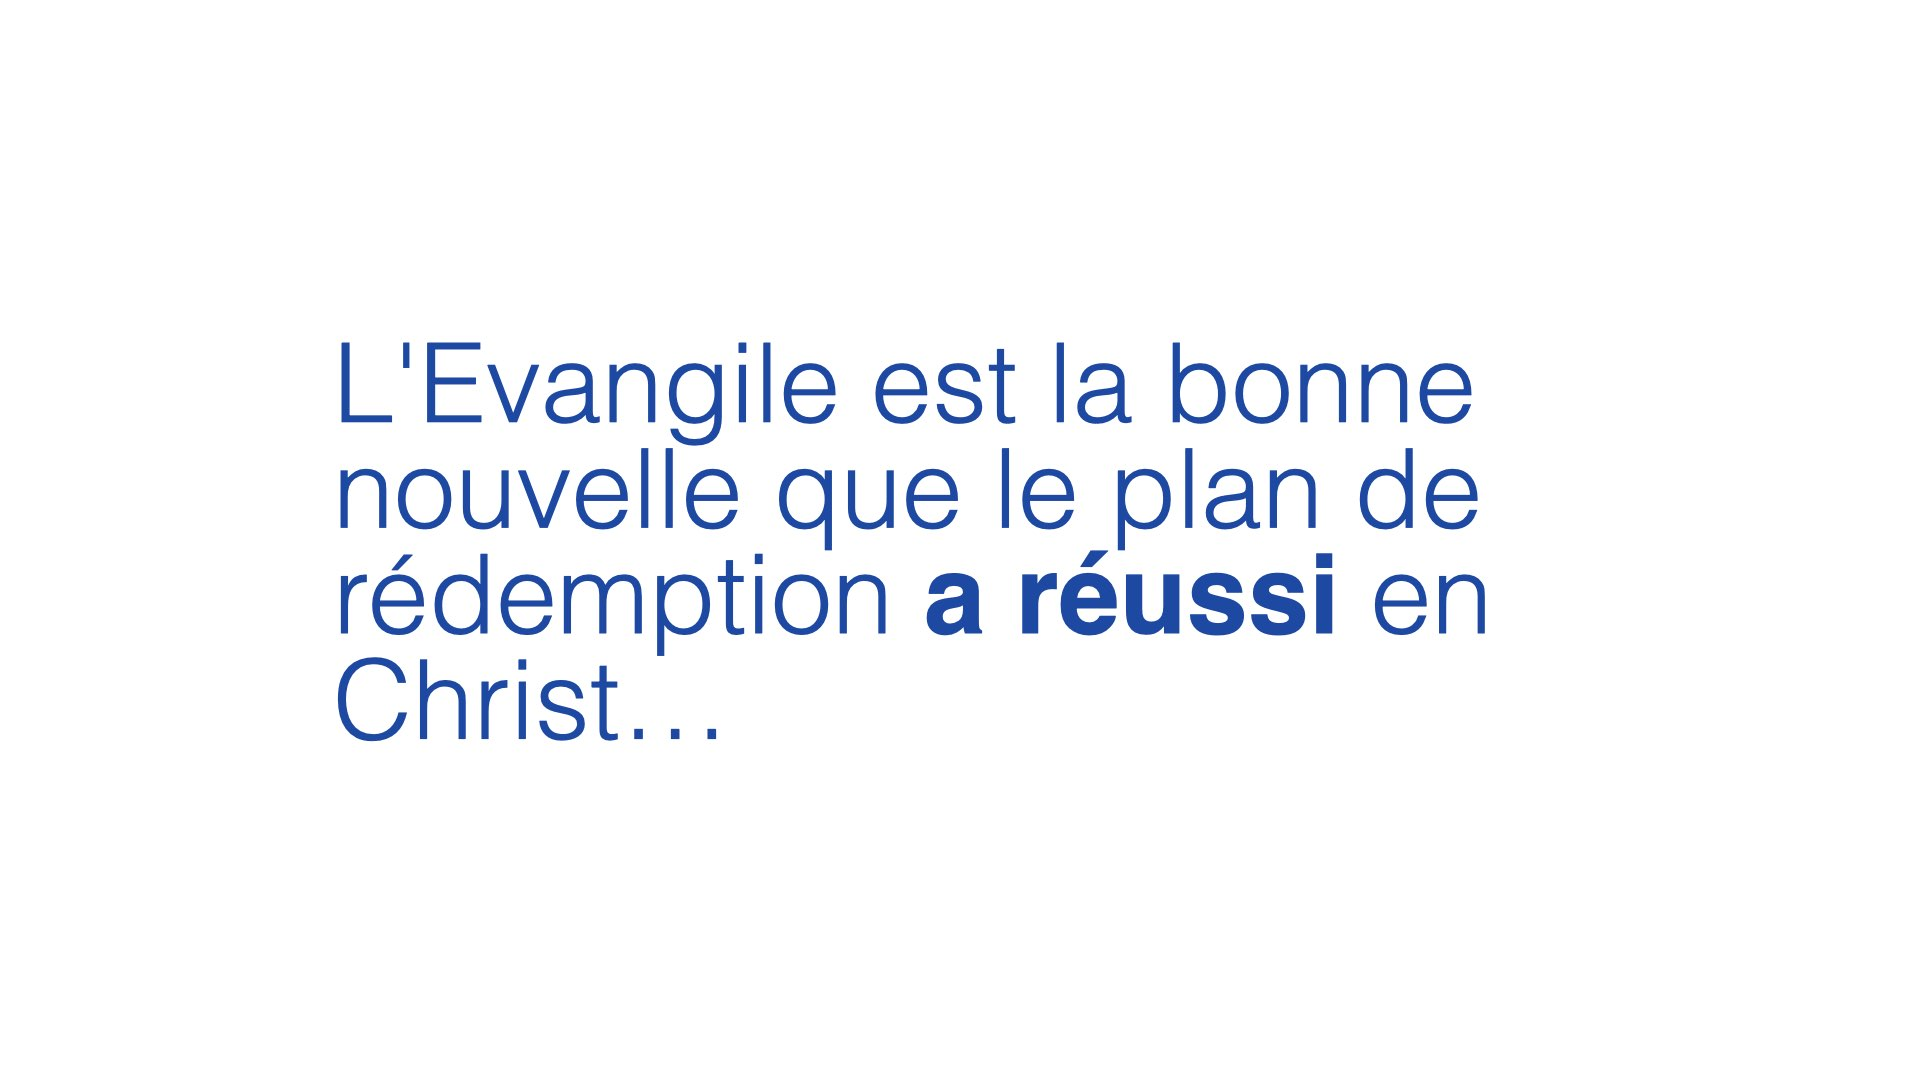 L'Evangile est la bonne
nouvelle que le plan de
rédemption a réussi en
Christ…